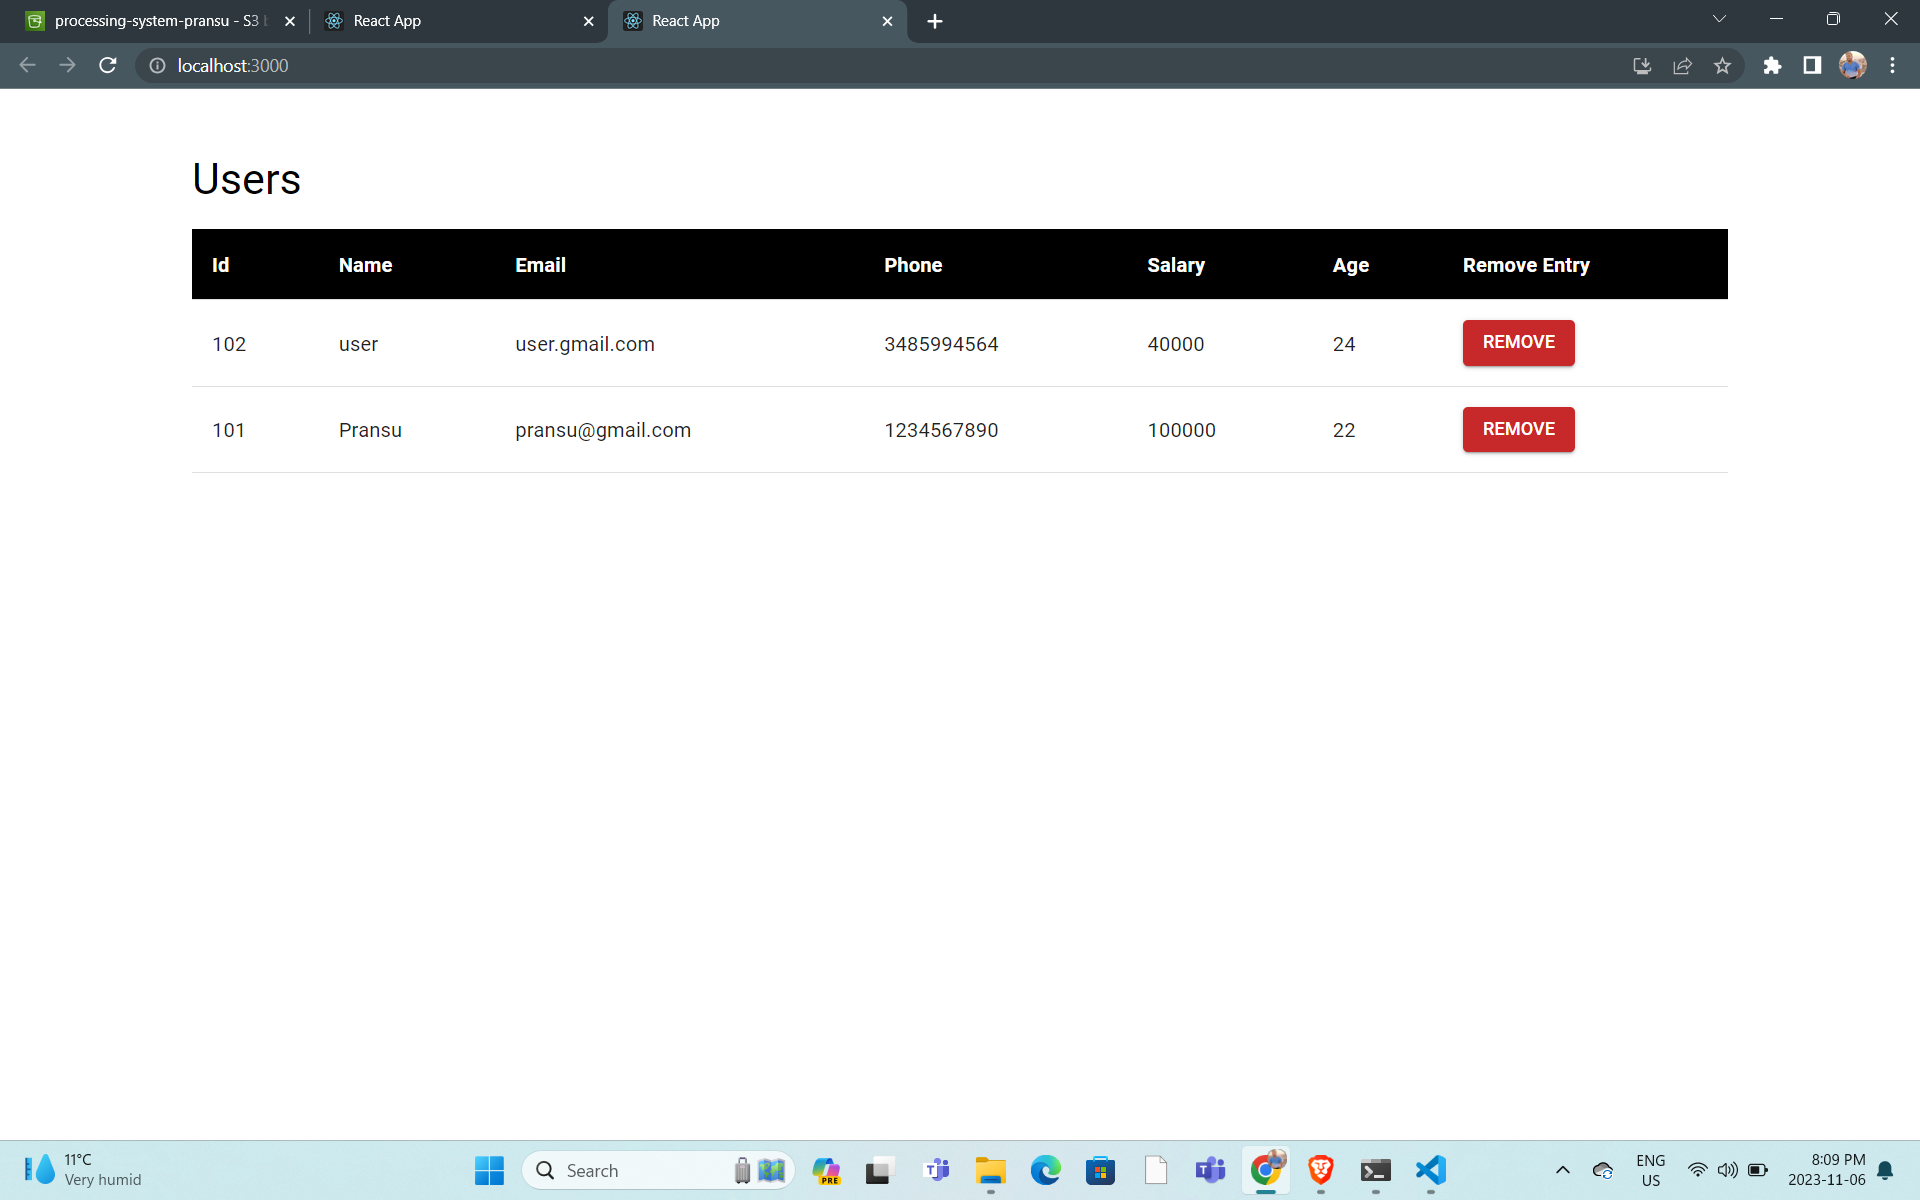 processing-system-pransu - S3
React App
React App
localhost:3000
Users
Id Name Email Phone Salary Age Remove Entry
102 user user.gmail.com 3485994564 40000 24 REMOVE
101 Pransu pransu@gmail.com 1234567890 100000 22 REMOVE
11°C
Very humid
Search
PRE
ENG
US
8:09 PM
2023-11-06